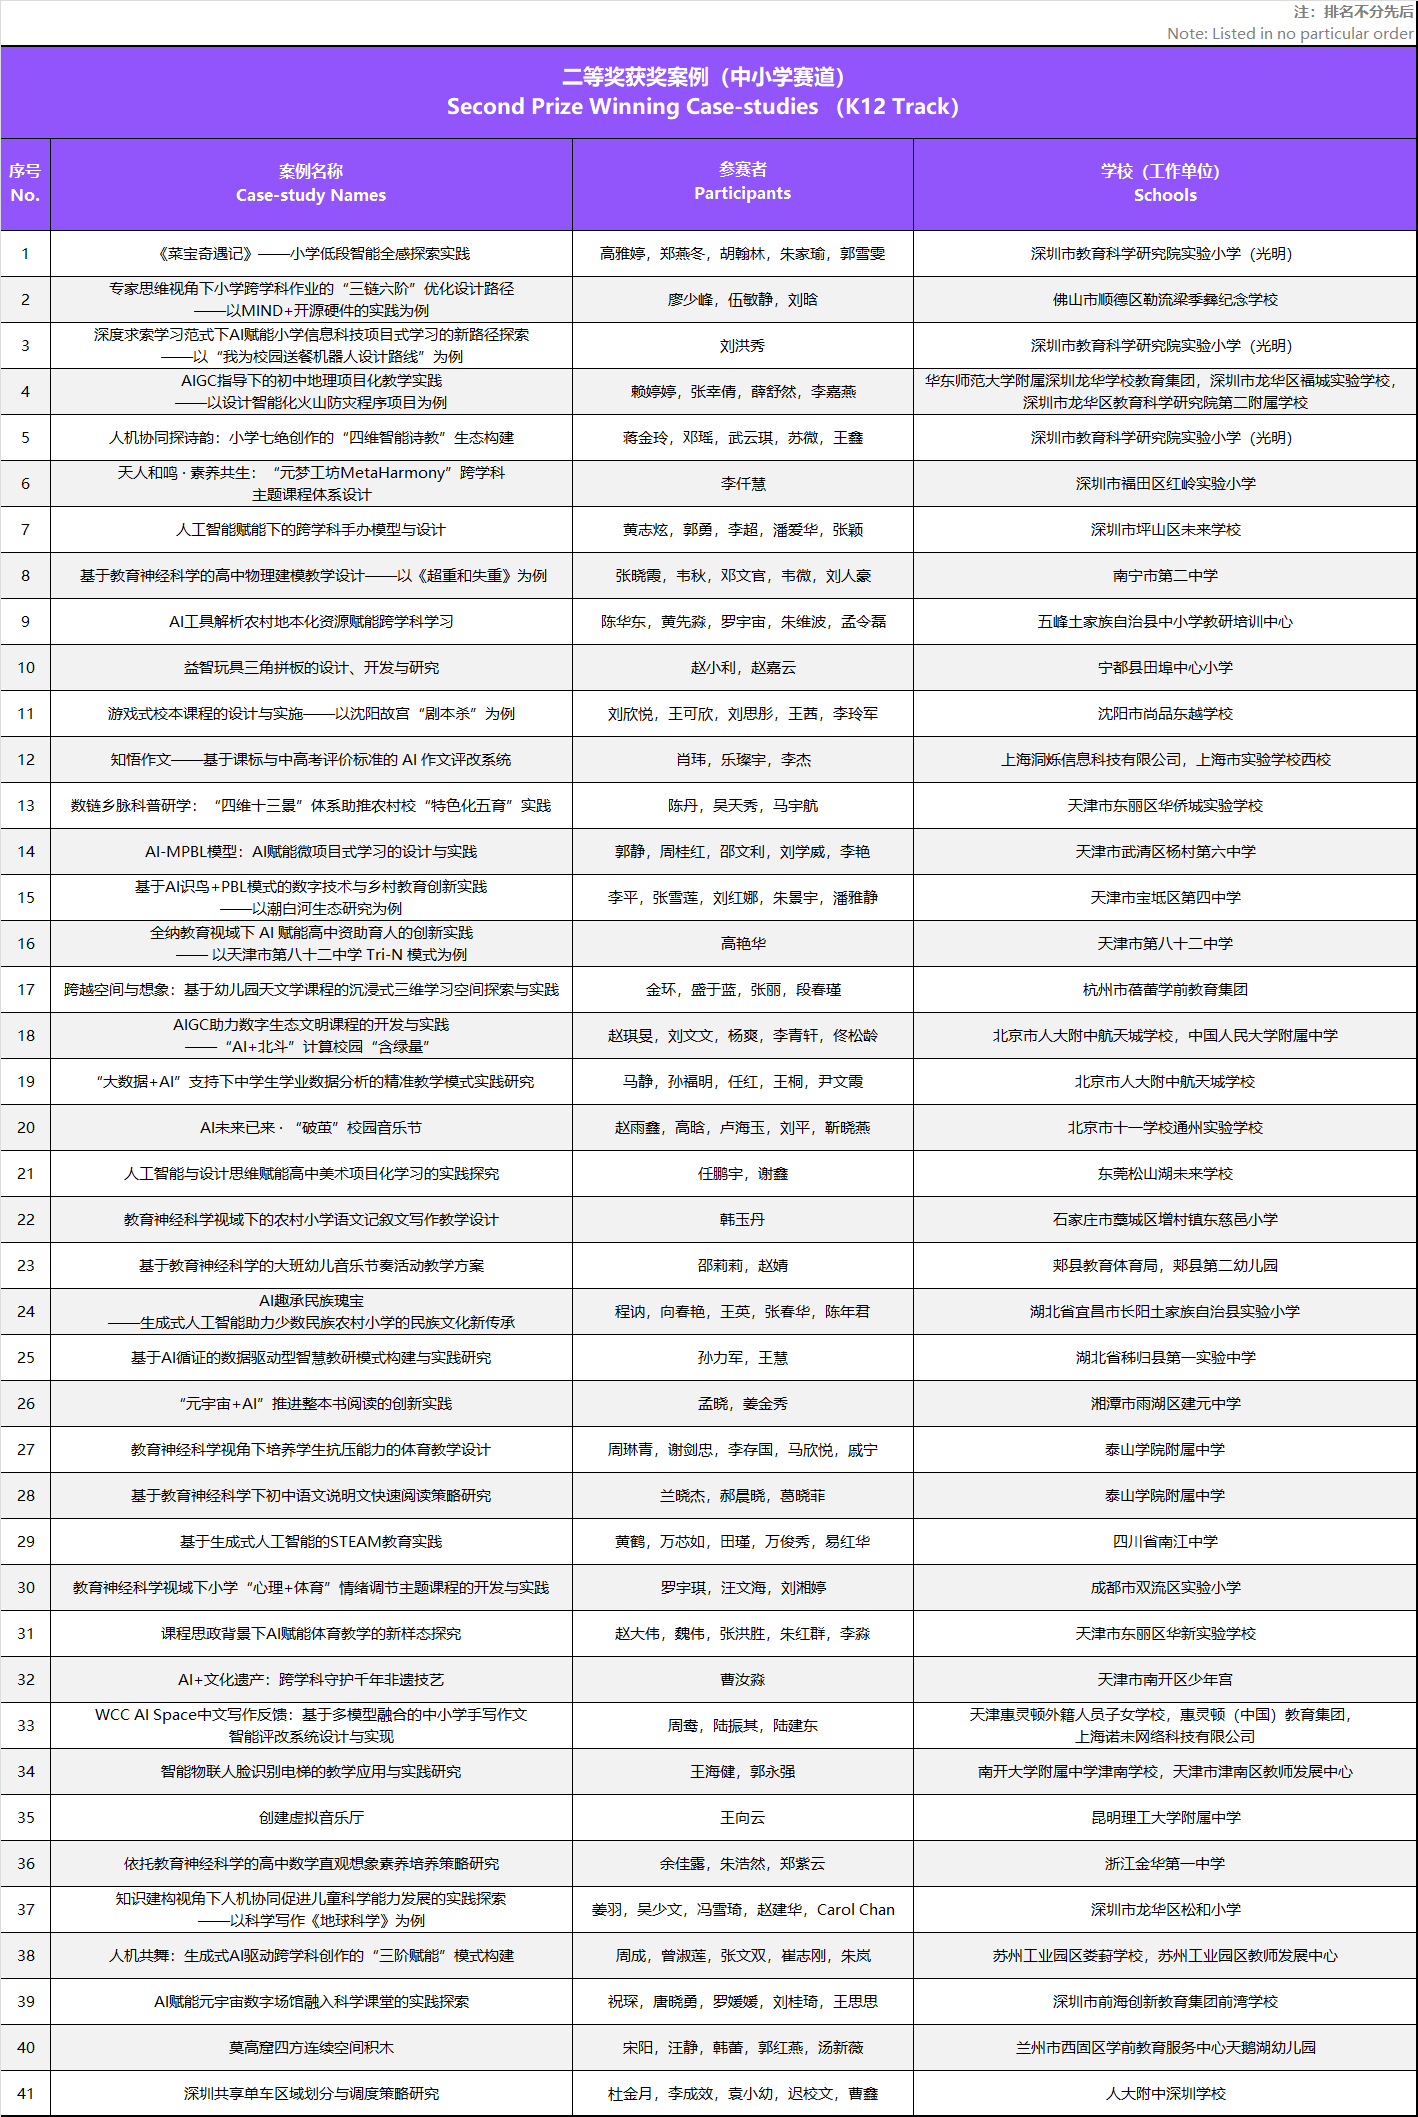 注：排名不分先后
Note: Listed in no particular order
二等奖获奖案例（中小学赛道）
Second Prize Winning Case-studies （K12 Track）
序号 案例名称 参赛者 学校（工作单位）
No. Case-study Names Participants Schools
1 《菜宝奇遇记》——小学低段智能全感探索实践 高雅婷，郑燕冬，胡翰林，朱家瑜，郭雪雯 深圳市教育科学研究院实验小学（光明）
2 专家思维视角下小学跨学科作业的“三链六阶”优化设计路径
——以MIND+开源硬件的实践为例 廖少峰，伍敏静，刘晗 佛山市顺德区勒流梁季彝纪念学校
3 深度求索学习范式下AI赋能小学信息科技项目式学习的新路径探索
——以“我为校园送餐机器人设计路线”为例 刘洪秀 深圳市教育科学研究院实验小学（光明）
4 AIGC指导下的初中地理项目化教学实践
——以设计智能化火山防灾程序项目为例 赖婷婷，张幸倩，薛舒然，李嘉燕 华东师范大学附属深圳龙华学校教育集团，深圳市龙华区福城实验学校，
深圳市龙华区教育科学研究院第二附属学校
5 人机协同探诗韵：小学七绝创作的“四维智能诗教”生态构建 蒋金玲，邓瑶，武云琪，苏微，王鑫 深圳市教育科学研究院实验小学（光明）
6 天人和鸣 · 素养共生：“元梦工坊MetaHarmony”跨学科
主题课程体系设计 李仟慧 深圳市福田区红岭实验小学
7 人工智能赋能下的跨学科手办模型与设计 黄志炫，郭勇，李超，潘爱华，张颖 深圳市坪山区未来学校
8 基于教育神经科学的高中物理建模教学设计——以《超重和失重》为例 张晓霞，韦秋，邓文官，韦微，刘人豪 南宁市第二中学
9 AI工具解析农村地本化资源赋能跨学科学习 陈华东，黄先淼，罗宇宙，朱维波，孟令磊 五峰土家族自治县中小学教研培训中心
10 益智玩具三角拼板的设计、开发与研究 赵小利，赵嘉云 宁都县田埠中心小学
11 游戏式校本课程的设计与实施——以沈阳故宫“剧本杀”为例 刘欣悦，王可欣，刘思彤，王茜，李玲军 沈阳市尚品东越学校
12 知悟作文——基于课标与中高考评价标准的 AI 作文评改系统 肖玮，乐璨宇，李杰 上海洞烁信息科技有限公司，上海市实验学校西校
13 数链乡脉科普研学：“四维十三景”体系助推农村校“特色化五育”实践 陈丹，吴天秀，马宇航 天津市东丽区华侨城实验学校
14 AI-MPBL模型：AI赋能微项目式学习的设计与实践 郭静，周桂红，邵文利，刘学威，李艳 天津市武清区杨村第六中学
15 基于AI识鸟+PBL模式的数字技术与乡村教育创新实践
——以潮白河生态研究为例 李平，张雪莲，刘红娜，朱景宇，潘雅静 天津市宝坻区第四中学
16 全纳教育视域下 AI 赋能高中资助育人的创新实践
—— 以天津市第八十二中学 Tri-N 模式为例 高艳华 天津市第八十二中学
17 跨越空间与想象：基于幼儿园天文学课程的沉浸式三维学习空间探索与实践 金环，盛于蓝，张丽，段春瑾 杭州市蓓蕾学前教育集团
18 AIGC助力数字生态文明课程的开发与实践
——“AI+北斗”计算校园“含绿量” 赵琪旻，刘文文，杨爽，李青轩，佟松龄 北京市人大附中航天城学校，中国人民大学附属中学
19 “大数据+AI”支持下中学生学业数据分析的精准教学模式实践研究 马静，孙福明，任红，王桐，尹文霞 北京市人大附中航天城学校
20 AI未来已来 · “破茧”校园音乐节 赵雨鑫，高晗，卢海玉，刘平，靳晓燕 北京市十一学校通州实验学校
21 人工智能与设计思维赋能高中美术项目化学习的实践探究 任鹏宇，谢鑫 东莞松山湖未来学校
22 教育神经科学视域下的农村小学语文记叙文写作教学设计 韩玉丹 石家庄市藁城区增村镇东慈邑小学
23 基于教育神经科学的大班幼儿音乐节奏活动教学方案 邵莉莉，赵婧 郏县教育体育局，郏县第二幼儿园
24 AI趣承民族瑰宝
——生成式人工智能助力少数民族农村小学的民族文化新传承 程讷，向春艳，王英，张春华，陈年君 湖北省宜昌市长阳土家族自治县实验小学
25 基于AI循证的数据驱动型智慧教研模式构建与实践研究 孙力军，王慧 湖北省秭归县第一实验中学
26 “元宇宙+AI”推进整本书阅读的创新实践 孟晓，姜金秀 湘潭市雨湖区建元中学
27 教育神经科学视角下培养学生抗压能力的体育教学设计 周琳青，谢剑忠，李存国，马欣悦，戚宁 泰山学院附属中学
28 基于教育神经科学下初中语文说明文快速阅读策略研究 兰晓杰，郝晨晓，葛晓菲 泰山学院附属中学
29 基于生成式人工智能的STEAM教育实践 黄鹤，万芯如，田瑾，万俊秀，易红华 四川省南江中学
30 教育神经科学视域下小学“心理+体育”情绪调节主题课程的开发与实践 罗宇琪，汪文海，刘湘婷 成都市双流区实验小学
31 课程思政背景下AI赋能体育教学的新样态探究 赵大伟，魏伟，张洪胜，朱红群，李淼 天津市东丽区华新实验学校
32 AI+文化遗产：跨学科守护千年非遗技艺 曹汝淼 天津市南开区少年宫
33 WCC AI Space中文写作反馈：基于多模型融合的中小学手写作文
智能评改系统设计与实现 周鸯，陆振其，陆建东 天津惠灵顿外籍人员子女学校，惠灵顿（中国）教育集团，
上海诺未网络科技有限公司
34 智能物联人脸识别电梯的教学应用与实践研究 王海健，郭永强 南开大学附属中学津南学校，天津市津南区教师发展中心
35 创建虚拟音乐厅 王向云 昆明理工大学附属中学
36 依托教育神经科学的高中数学直观想象素养培养策略研究 余佳露，朱浩然，郑紫云 浙江金华第一中学
37 知识建构视角下人机协同促进儿童科学能力发展的实践探索
——以科学写作《地球科学》为例 姜羽，吴少文，冯雪琦，赵建华，Carol Chan 深圳市龙华区松和小学
38 人机共舞：生成式AI驱动跨学科创作的“三阶赋能”模式构建 周成，曾淑莲，张文双，崔志刚，朱岚 苏州工业园区娄葑学校，苏州工业园区教师发展中心
39 AI赋能元宇宙数字场馆融入科学课堂的实践探索 祝琛，唐晓勇，罗媛媛，刘桂琦，王思思 深圳市前海创新教育集团前湾学校
40 莫高窟四方连续空间积木 宋阳，汪静，韩蕾，郭红燕，汤新薇 兰州市西固区学前教育服务中心天鹅湖幼儿园
41 深圳共享单车区域划分与调度策略研究 杜金月，李成效，袁小幼，迟校文，曹鑫 人大附中深圳学校